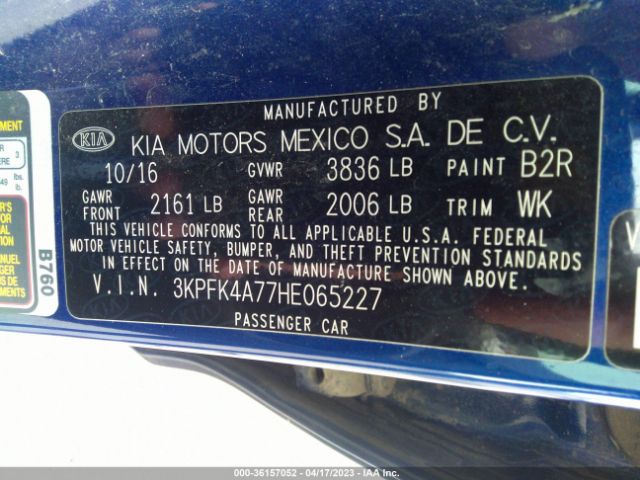 MANUFACTURED BY
KIA KIA MOTORS MEXICO S.A. DE C.V.
10/16 GVWR 3836 LB PAINT B2R
GAWR FRONT 2161 LB GAWR REAR 2006 LB TRIM WK
THIS VEHICLE CONFORMS TO ALL APPLICABLE U.S.A. FEDERAL
MOTOR VEHICLE SAFETY, BUMPER, AND THEFT PREVENTION STANDARDS
IN EFFECT ON THE DATE OF MANUFACTURE SHOWN ABOVE.
V.I.N. 3KPFK4A77HE065227
PASSENGER CAR
B760
000-36157052 - 04/17/2023 - IAA Inc.